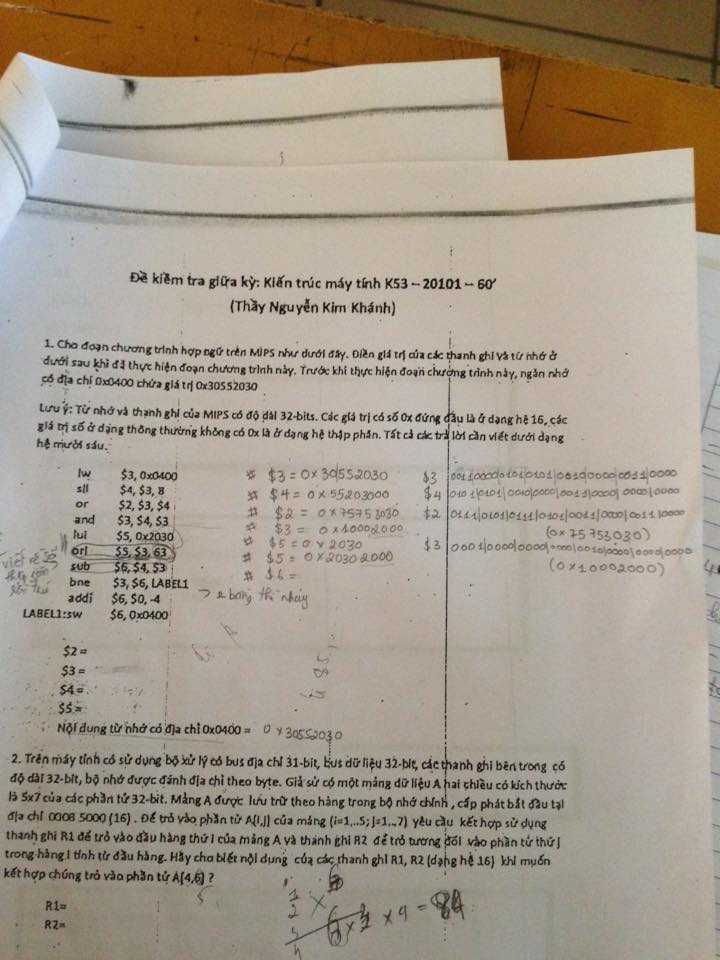 Đề kiểm tra giữa kỳ: Kiến trúc máy tính K53 – 20101 – 60’
(Thầy Nguyễn Kim Khánh)
1. Cho đoạn chương trình hợp ngữ trên MIPS như dưới đây. Điền giá trị của các thanh ghi và từ nhớ ở
dưới sau khi đã thực hiện đoạn chương trình này. Trước khi thực hiện đoạn chương trình này, ngăn nhớ
có địa chỉ 0x0400 chứa giá trị 0x30552030
Lưu ý: Từ nhớ và thanh ghi của MIPS có độ dài 32-bits. Các giá trị có số 0x đứng đầu là ở dạng hệ 16, các
giá trị số ở dạng thông thường không có 0x là ở dạng hệ thập phân. Tất cả các trả lời cần viết dưới dạng
hệ mười sáu.
lw $3, 0x0400 # $3 = 0x30552030 $3 0011|0000|0101|0101|0010|0000|0011|0000
sll $4, $3, 8 # $4 = 0x55203000 $4 0101|0101|0010|0000|0011|0000|0000|0000
or $2, $3, $4 # $2 = 0x75753030 $2 0111|0101|0111|0101|0011|0000|0011|0000
and $3, $4, $3 # $3 = 0x10002000 (0x75753030)
lui $5, 0x2030 # $5 = 0x2030 $3 0001|0000|0000|0000|0010|0000|0000|0000
ori $5, $3, 63 # $5 = 0x20302000 (0x10002000)
sub $6, $4, $3 # $6 =
bne $3, $6, LABEL1
addi $6, $0, -4
LABEL1:sw $6, 0x0400
$2 =
$3 =
$4 =
$5 =
Nội dung từ nhớ có địa chỉ 0x0400 = 0x30552030
2. Trên máy tính có sử dụng bộ xử lý có bus địa chỉ 31-bit, bus dữ liệu 32-bit, các thanh ghi bên trong có
độ dài 32-bit, bộ nhớ được đánh địa chỉ theo byte. Giả sử có một mảng dữ liệu A hai chiều có kích thước
là 5x7 của các phần tử 32-bit. Mảng A được lưu trữ theo hàng trong bộ nhớ chính , cấp phát bắt đầu tại
địa chỉ 0008 5000 (16) . Để trỏ vào phần tử A[i,j] của mảng (i=1,..5; j=1,..7) yêu cầu kết hợp sử dụng
thanh ghi R1 để trỏ vào đầu hàng thứ i của mảng A và thanh ghi R2 để trỏ tương đối vào phần tử thứ j
trong hàng i tính từ đầu hàng. Hãy cho biết nội dung của các thanh ghi R1, R2 (dạng hệ 16) khi muốn
kết hợp chúng trỏ vào phần tử A[4,6] ?
R1=
R2=